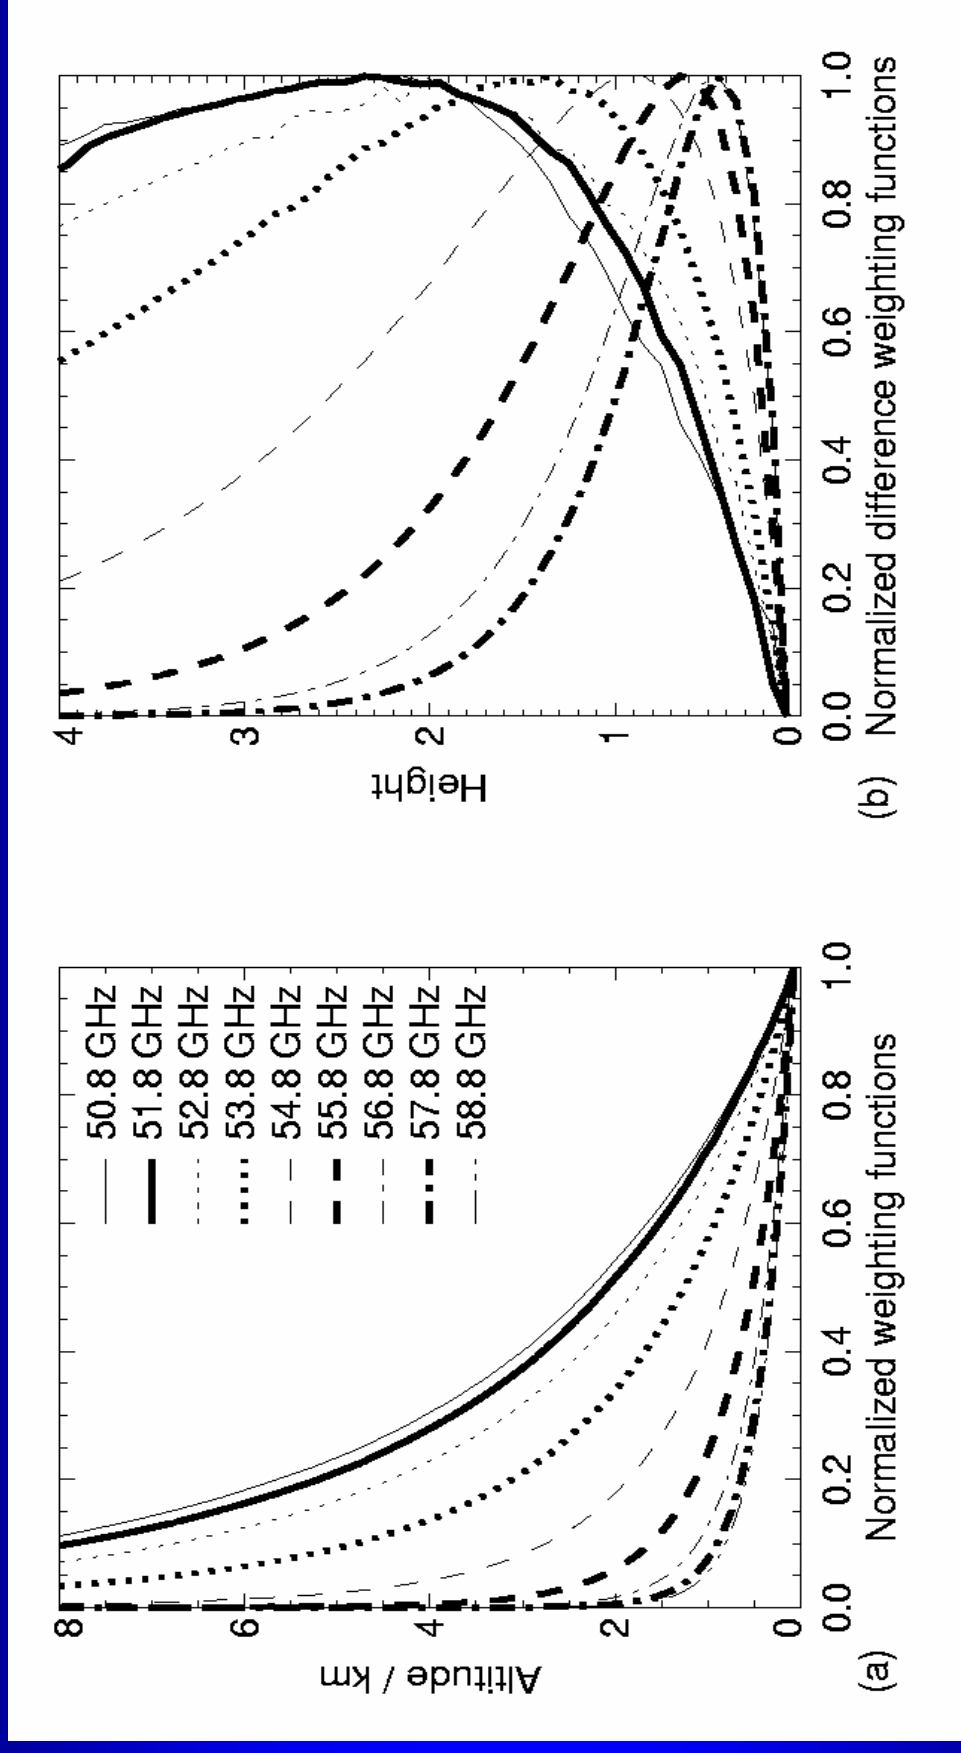 8
6
4
2
0
Altitude / km
0.0
0.2
0.4
0.6
0.8
1.0
Normalized weighting functions
(a)
50.8 GHz
51.8 GHz
52.8 GHz
53.8 GHz
54.8 GHz
55.8 GHz
56.8 GHz
57.8 GHz
58.8 GHz
4
3
2
1
0
Height
0.0
0.2
0.4
0.6
0.8
1.0
Normalized difference weighting functions
(b)